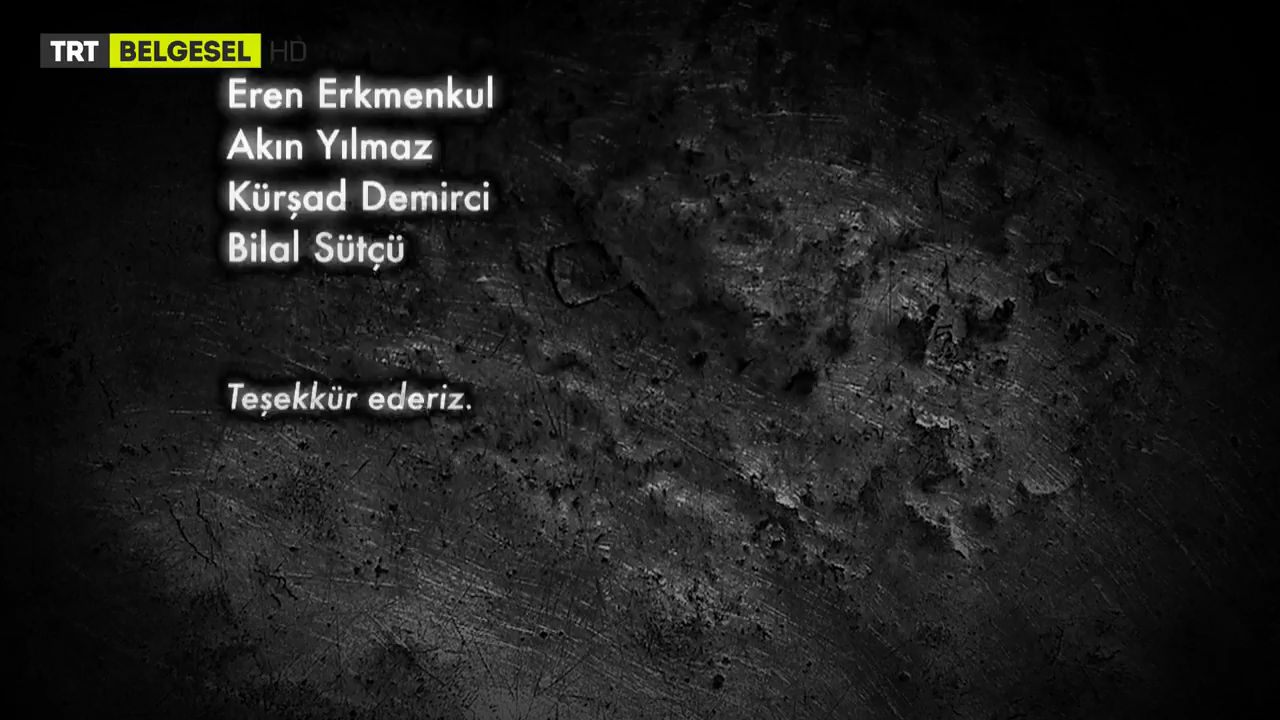 TRT BELGESEL HD
Eren Erkmenkul
Akın Yılmaz
Kürşad Demirci
Bilal Sütçü
Teşekkür ederiz.